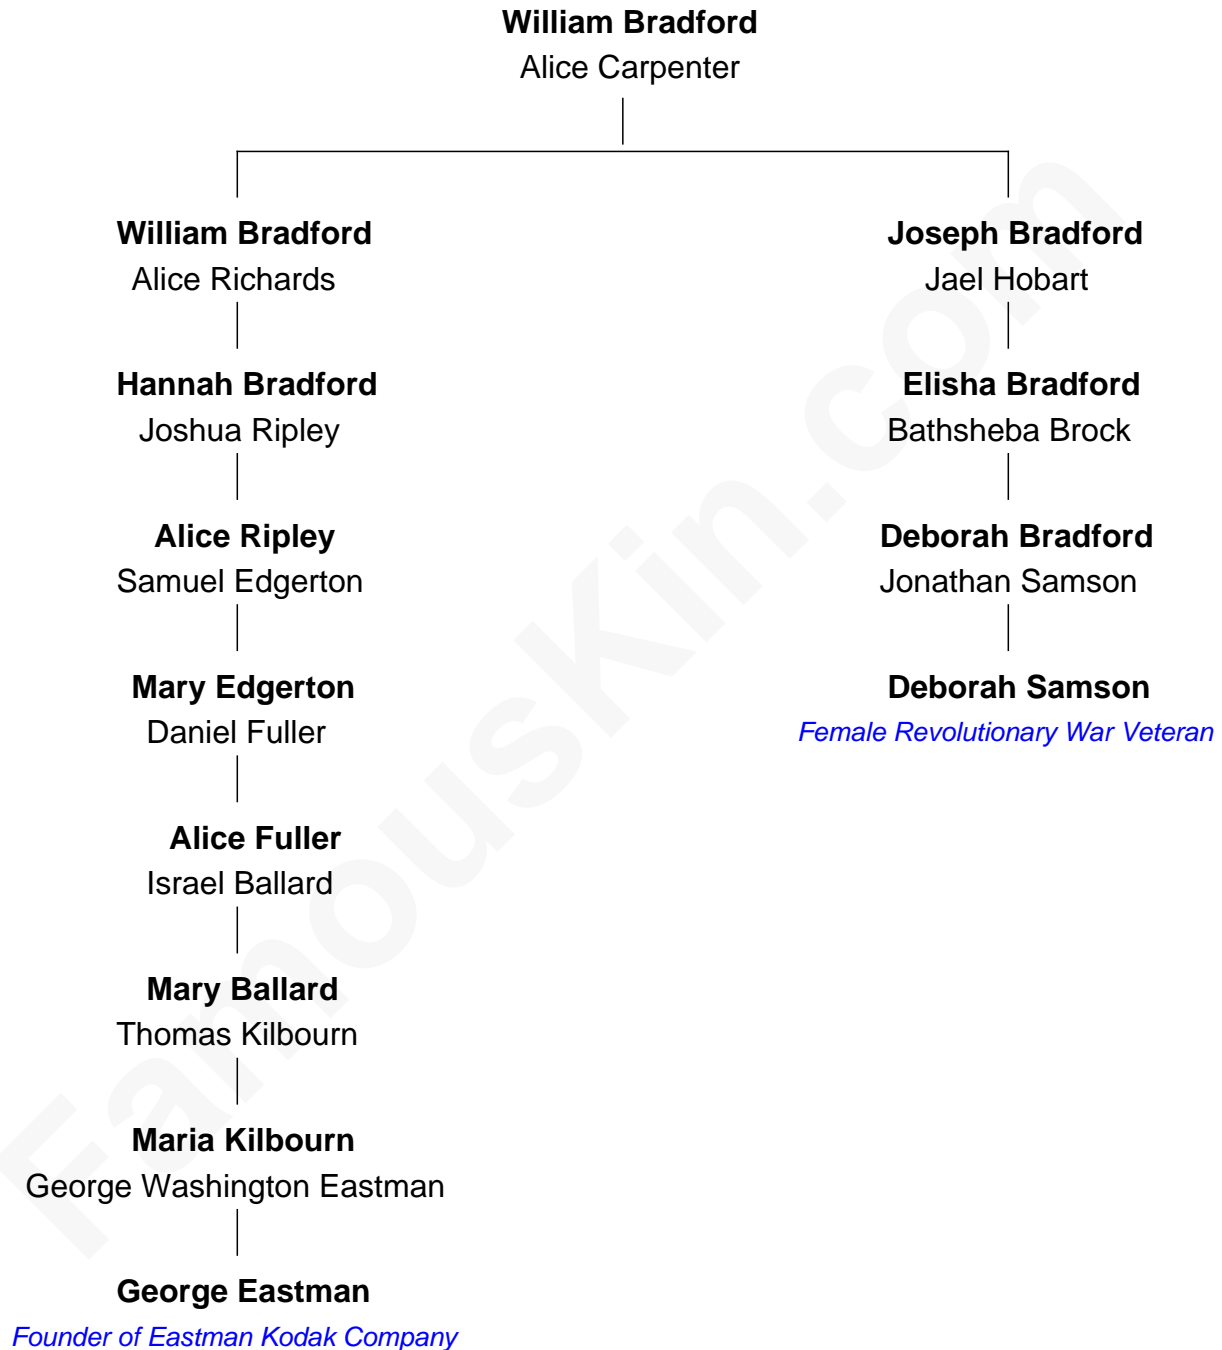 William Bradford
Alice Carpenter
William Bradford
Alice Richards
Hannah Bradford
Joshua Ripley
Alice Ripley
Samuel Edgerton
Mary Edgerton
Daniel Fuller
Alice Fuller
Israel Ballard
Mary Ballard
Thomas Kilbourn
Maria Kilbourn
George Washington Eastman
George Eastman
Founder of Eastman Kodak Company
Joseph Bradford
Jael Hobart
Elisha Bradford
Bathsheba Brock
Deborah Bradford
Jonathan Samson
Deborah Samson
Female Revolutionary War Veteran
FamousKin.com